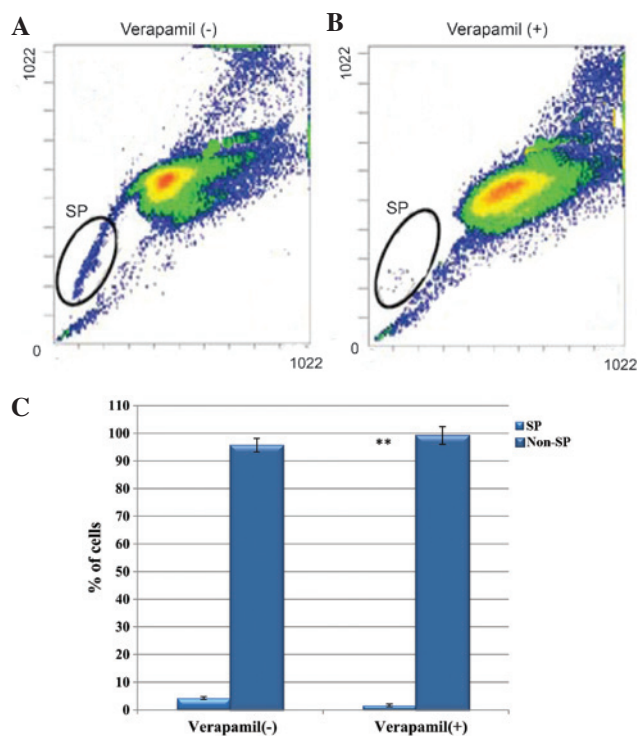 A
Verapamil (-)
1022
SP
0
1022
B
Verapamil (+)
1022
SP
0
1022
C
110
100
90
80
70
60
50
40
30
20
10
0
% of cells
**
SP
Non-SP
Verapamil(-)
Verapamil(+)